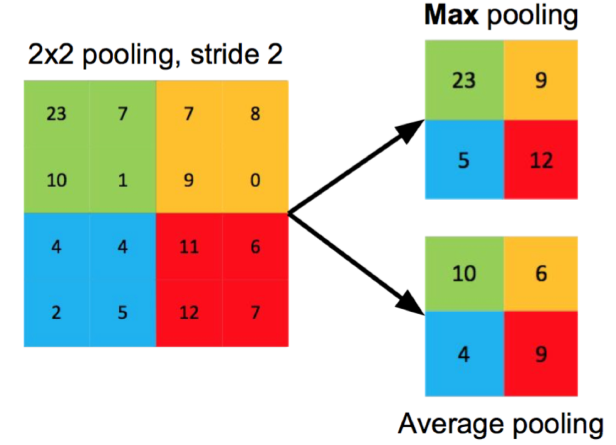 Max pooling
2x2 pooling, stride 2
23 7 7 8
10 1 9 0
4 4 11 6
2 5 12 7
23 9
5 12
10 6
4 9
Average pooling